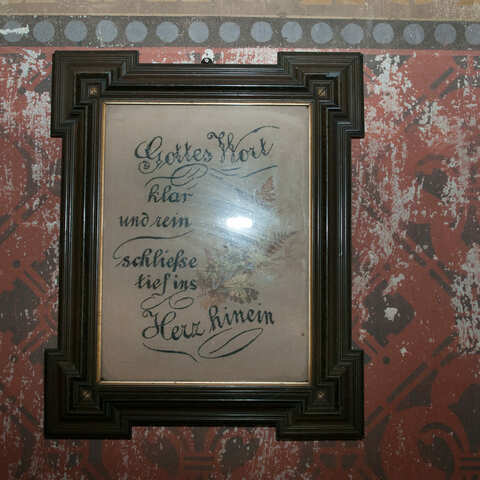 Gottes Wort
klar
und rein
schließe
tief ins
Herz hinein